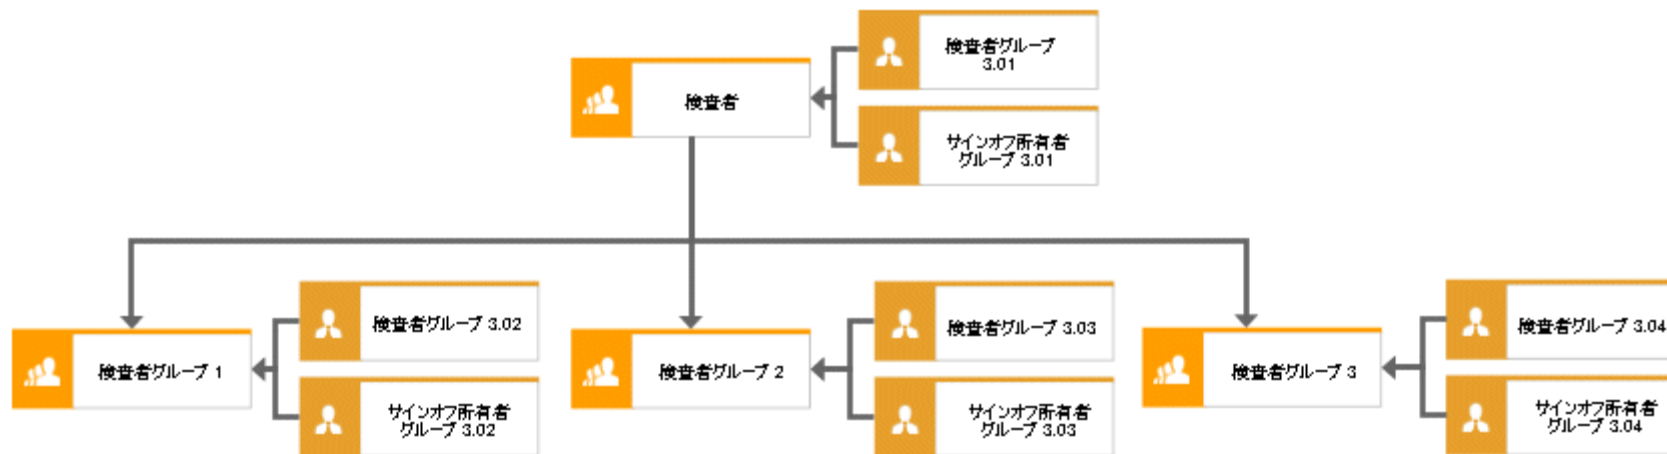 検査者グループ
3.01
検査者
サインオフ所有者
グループ 3.01
検査者グループ 3.02
検査者グループ 1
サインオフ所有者
グループ 3.02
検査者グループ 3.03
検査者グループ 2
サインオフ所有者
グループ 3.03
検査者グループ 3.04
検査者グループ 3
サインオフ所有者
グループ 3.04